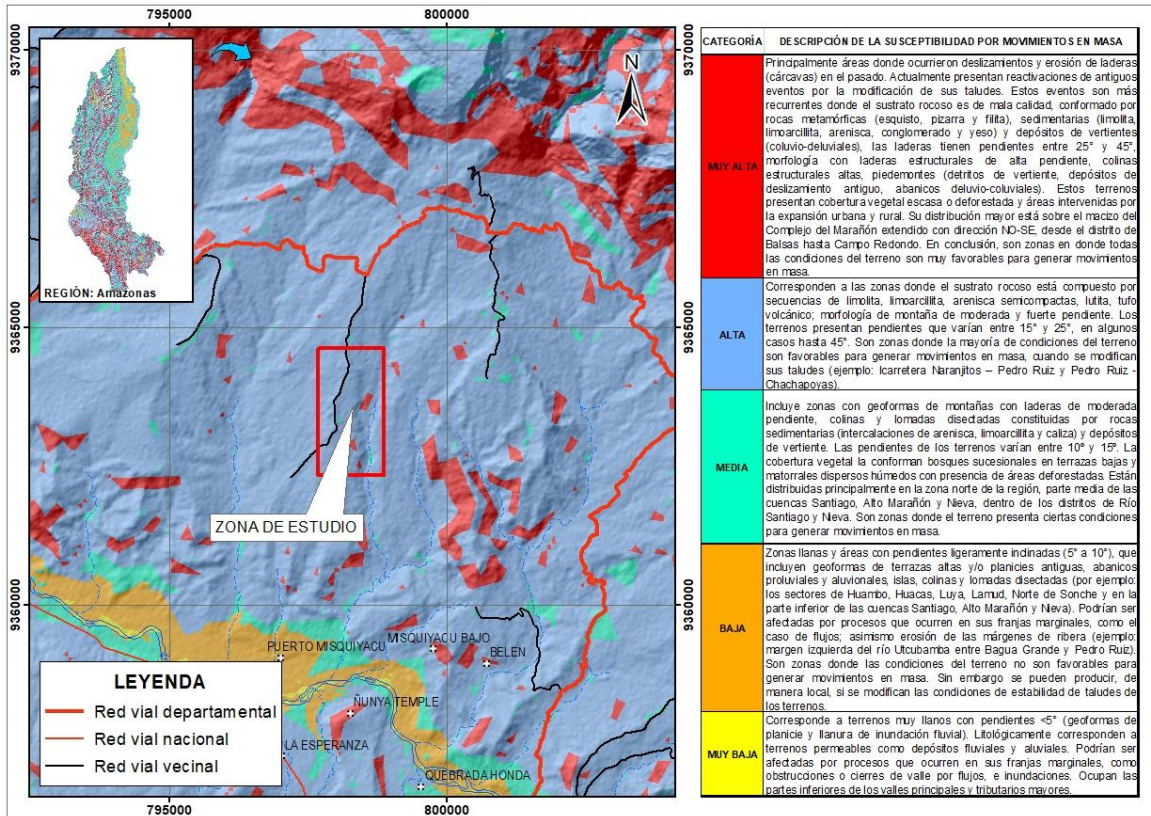 795000
800000
9370000
9365000
9360000
9370000
9365000
9360000
795000
800000
N
REGIÓN: Amazonas
ZONA DE ESTUDIO
PUERTO MISQUIYACU
MISQUIYACU BAJO
BELEN
ÑUNYA TEMPLE
LA ESPERANZA
QUEBRADA HONDA
LEYENDA
Red vial departamental
Red vial nacional
Red vial vecinal
CATEGORÍA
DESCRIPCIÓN DE LA SUSCEPTIBILIDAD POR MOVIMIENTOS EN MASA
MUY ALTA
Principalmente áreas donde ocurrieron deslizamientos y erosión de laderas
(cárcavas) en el pasado. Actualmente presentan reactivaciones de antiguos
eventos por la modificación de sus taludes. Estos eventos son más
recurrentes donde el sustrato rocoso es de mala calidad, conformado por
rocas metamórficas (esquisto, pizarra y filita), sedimentarias (limolita,
limoarcillita, arenisca, conglomerado y yeso) y depósitos de vertientes
(coluvio-deluviales), las laderas tienen pendientes entre 25° y 45°,
morfología con laderas estructurales de alta pendiente, colinas
estructurales altas, piedemontes (detritos de vertiente, depósitos de
deslizamiento antiguo, abanicos deluvio-coluviales). Estos terrenos
presentan cobertura vegetal escasa o deforestada y áreas intervenidas por
la expansión urbana y rural. Su distribución mayor está sobre el macizo del
Complejo del Marañón extendido con dirección NO-SE, desde el distrito de
Balsas hasta Campo Redondo. En conclusión, son zonas en donde todas
las condiciones del terreno son muy favorables para generar movimientos
en masa.
ALTA
Corresponden a las zonas donde el sustrato rocoso está compuesto por
secuencias de limolita, limoarcillita, arenisca semicompactas, lutita, tufo
volcánico; morfología de montaña de moderada y fuerte pendiente. Los
terrenos presentan pendientes que varían entre 15° y 25°, en algunos
casos hasta 45°. Son zonas donde la mayoría de condiciones del terreno
son favorables para generar movimientos en masa, cuando se modifican
sus taludes (ejemplo: lcarretera Naranjitos – Pedro Ruiz y Pedro Ruiz -
Chachapoyas).
MEDIA
Incluye zonas con geoformas de montañas con laderas de moderada
pendiente, colinas y lomadas disectadas constituidas por rocas
sedimentarias (intercalaciones de arenisca, limoarcillita y caliza) y depósitos
de vertiente. Las pendientes de los terrenos varían entre 10° y 15°. La
cobertura vegetal la conforman bosques sucesionales en terrazas bajas y
matorrales dispersos húmedos con presencia de áreas deforestadas. Están
distribuidas principalmente en la zona norte de la región, parte media de las
cuencas Santiago, Alto Marañón y Nieva, dentro de los distritos de Río
Santiago y Nieva. Son zonas donde el terreno presenta ciertas condiciones
para generar movimientos en masa.
BAJA
Zonas llanas y áreas con pendientes ligeramente inclinadas (5° a 10°), que
incluyen geoformas de terrazas altas y/o planicies antiguas, abanicos
proluviales y aluvionales, islas, colinas y lomadas disectadas (por ejemplo:
los sectores de Huambo, Huacas, Luya, Lamud, Norte de Sonche y en la
parte inferior de las cuencas Santiago, Alto Marañón y Nieva). Podrían ser
afectadas por procesos que ocurren en sus franjas marginales, como el
caso de flujos; asimismo erosión de las márgenes de ribera (ejemplo:
margen izquierda del río Utcubamba entre Bagua Grande y Pedro Ruiz).
Son zonas donde las condiciones del terreno no son favorables para
generar movimientos en masa. Sin embargo se pueden producir, de
manera local, si se modifican las condiciones de estabilidad de taludes de
los terrenos.
MUY BAJA
Corresponde a terrenos muy llanos con pendientes <5° (geoformas de
planicie y llanura de inundación fluvial). Litológicamente corresponden a
terrenos permeables como depósitos fluviales y aluviales. Podrían ser
afectadas por procesos que ocurren en sus franjas marginales, como
obstrucciones o cierres de valle por flujos, e inundaciones. Ocupan las
partes inferiores de los valles principales y tributarios mayores.